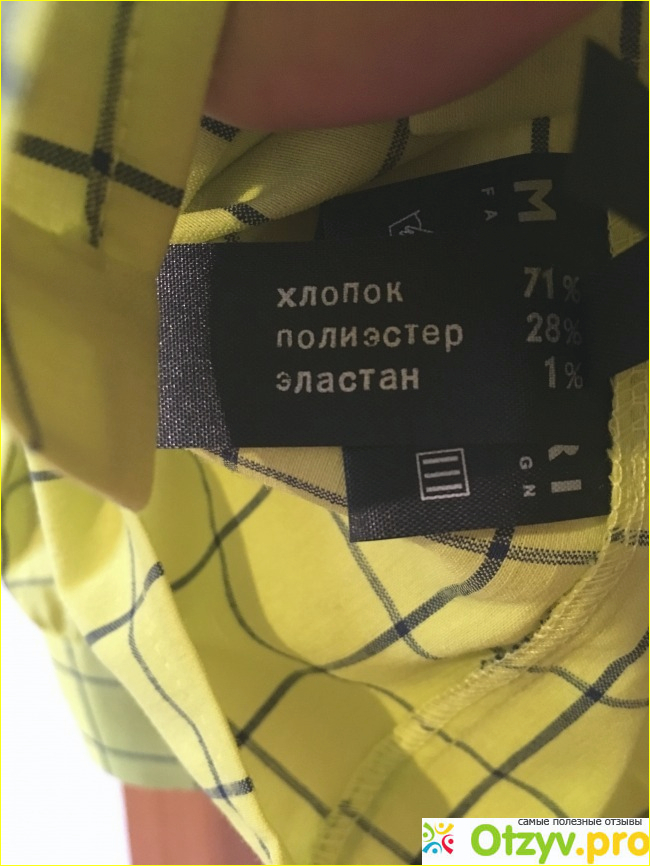 M
F A
хлопок 71%
полиэстер 28%
эластан 1%
G N
самые полезные отзывы
Otzyv.pro